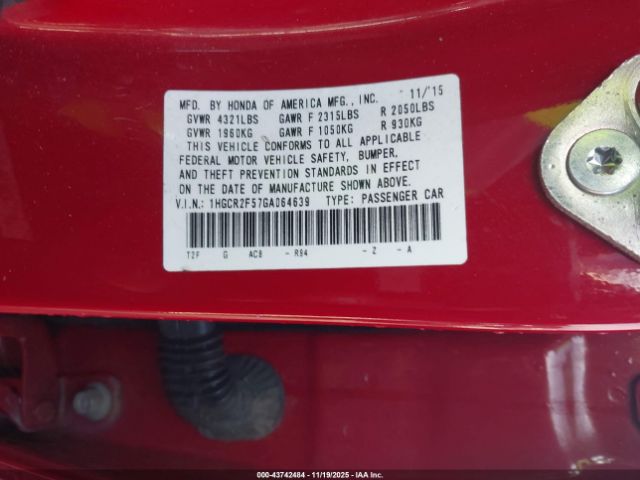 MFD. BY HONDA OF AMERICA MFG., INC. 11/'15
GVWR 4321LBS GAWR F 2315LBS R 2050LBS
GVWR 1960KG GAWR F 1050KG R 930KG
THIS VEHICLE CONFORMS TO ALL APPLICABLE
FEDERAL MOTOR VEHICLE SAFETY, BUMPER,
AND THEFT PREVENTION STANDARDS IN EFFECT
ON THE DATE OF MANUFACTURE SHOWN ABOVE.
V.I.N.: 1HGCR2F57GA064639 TYPE: PASSENGER CAR
T2F G AC8 - R94 - Z - A
000-43742484 - 11/19/2025 - IAA Inc.